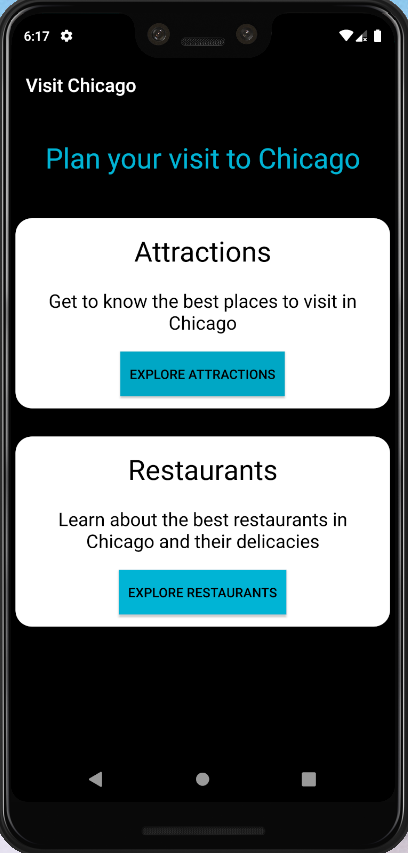 6:17
Visit Chicago
Plan your visit to Chicago
Attractions
Get to know the best places to visit in
Chicago
EXPLORE ATTRACTIONS
Restaurants
Learn about the best restaurants in
Chicago and their delicacies
EXPLORE RESTAURANTS